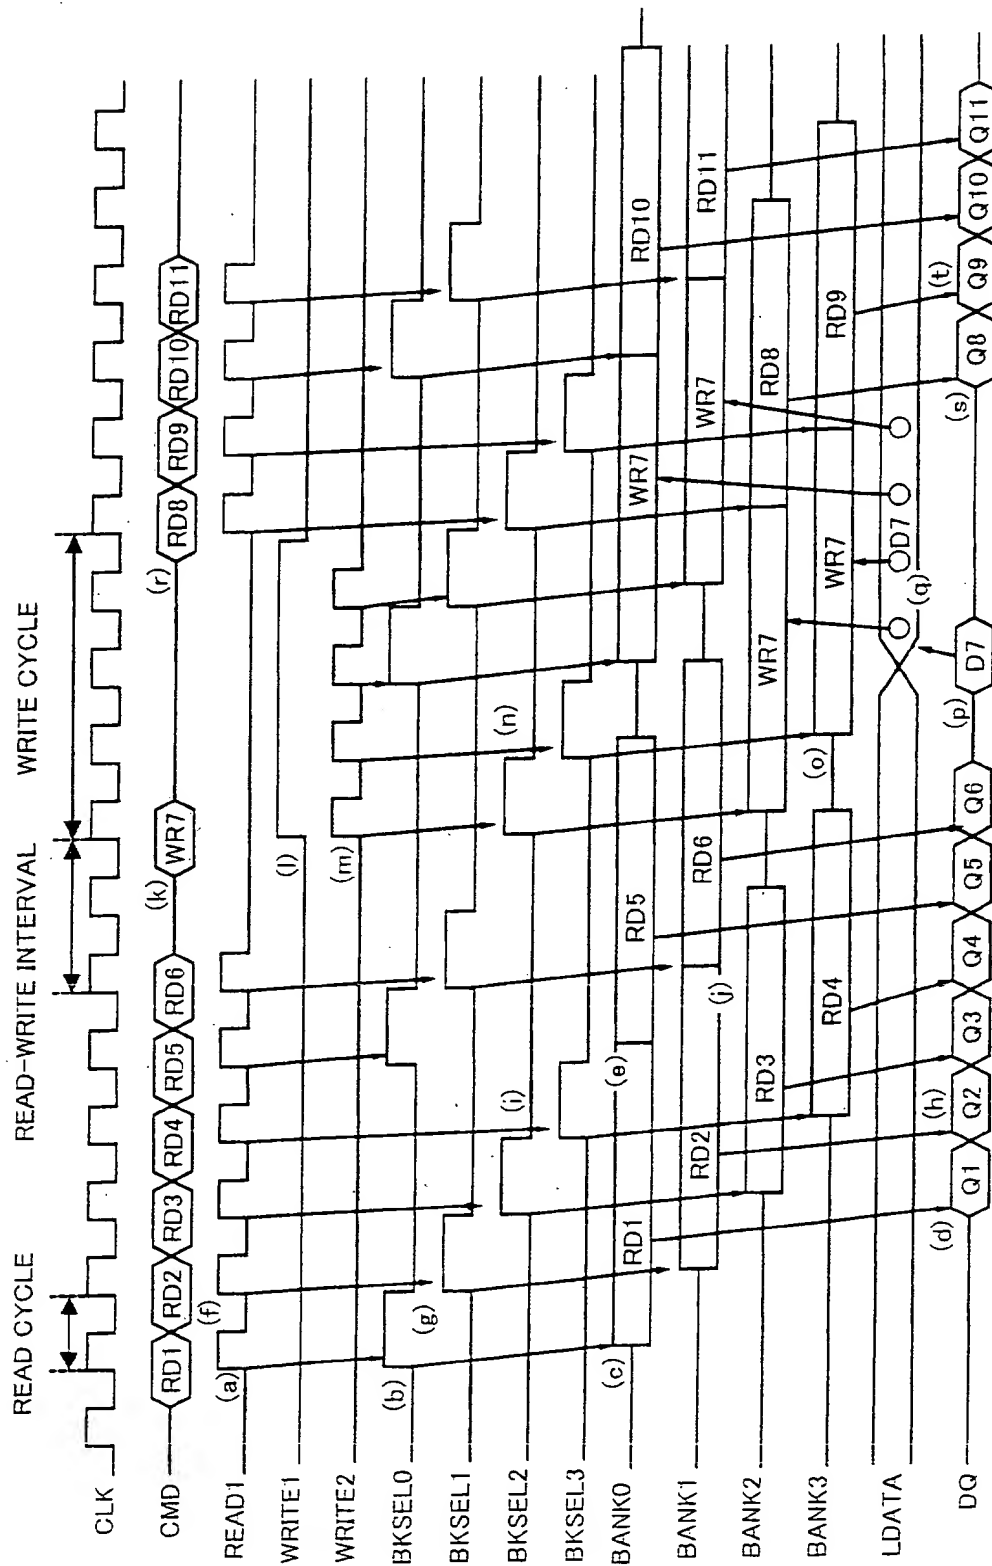 READ CYCLE
READ-WRITE INTERVAL
WRITE CYCLE
CLK
CMD RD1 RD2 RD3 RD4 RD5 RD6 (k) WR7 (r) RD8 RD9 RD10 RD11
READ1 (a) (f)
WRITE1 (l)
WRITE2 (m)
BKSEL0 (b)
BKSEL1 (g)
BKSEL2 (i) (n)
BKSEL3
BANK0 (c) RD1 (e) RD5 WR7 RD10
BANK1 RD2 (j) RD6 WR7 RD11
BANK2 RD3 WR7 RD8
BANK3 RD4 (o) WR7 RD9
LDATA (q) D7
DQ (d) Q1 (h) Q2 Q3 Q4 Q5 Q6 (p) D7 (s) Q8 (t) Q9 Q10 Q11